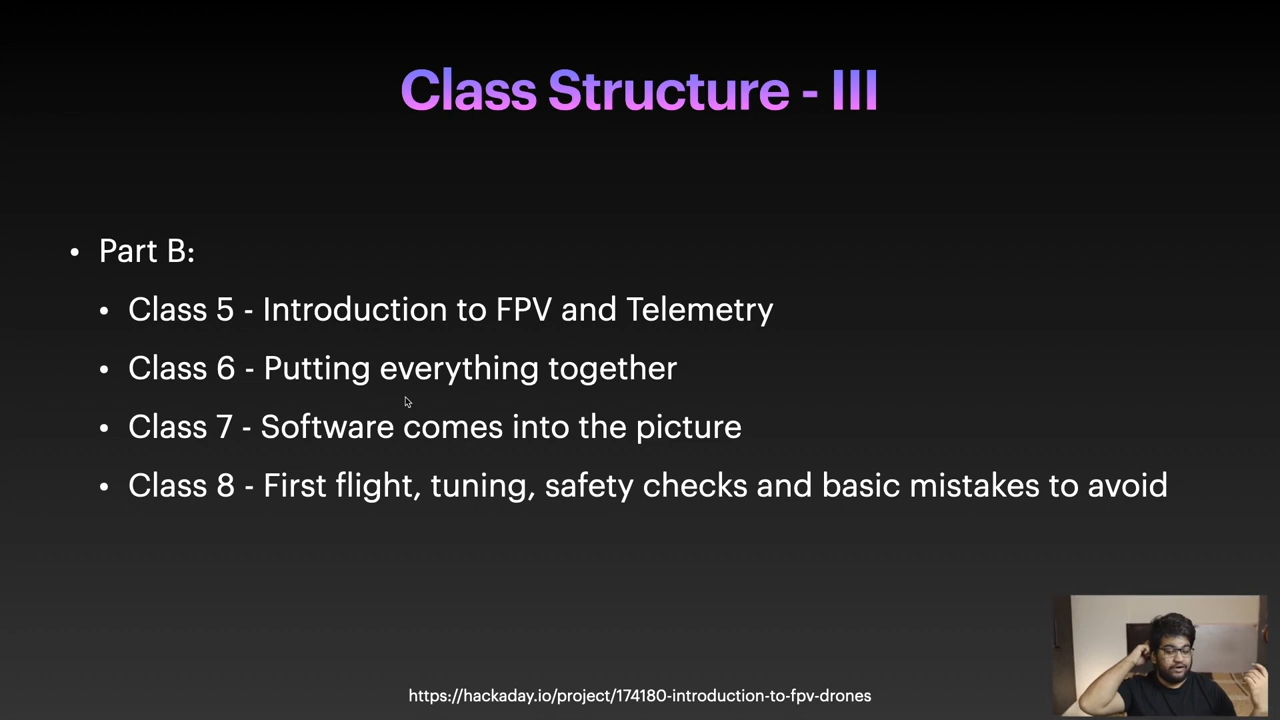 Class Structure - III
• Part B:
• Class 5 - Introduction to FPV and Telemetry
• Class 6 - Putting everything together
• Class 7 - Software comes into the picture
• Class 8 - First flight, tuning, safety checks and basic mistakes to avoid
https://hackaday.io/project/174180-introduction-to-fpv-drones